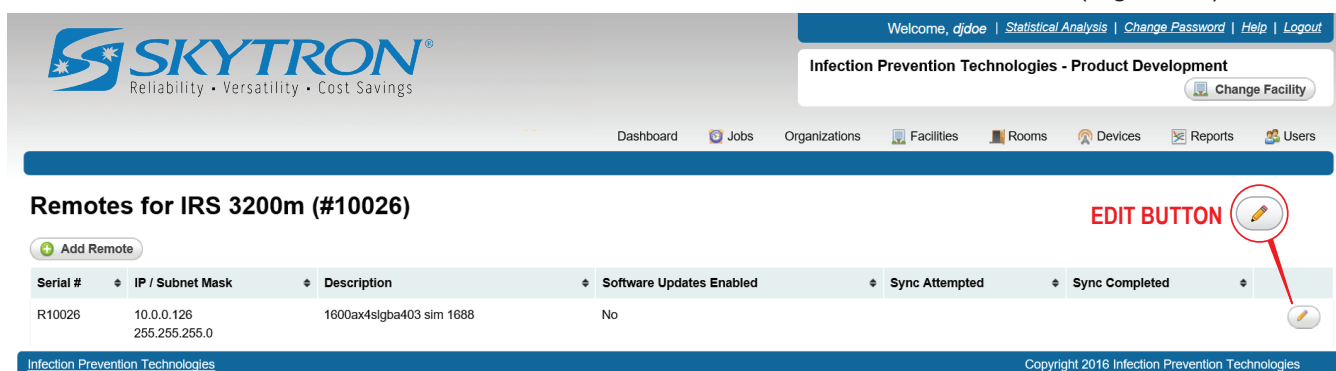 SKYTRON®
Reliability • Versatility • Cost Savings
Welcome, djdoe | Statistical Analysis | Change Password | Help | Logout
Infection Prevention Technologies - Product Development
Change Facility
Dashboard Jobs Organizations Facilities Rooms Devices Reports Users
Remotes for IRS 3200m (#10026)
EDIT BUTTON
Add Remote
Serial # IP / Subnet Mask Description Software Updates Enabled Sync Attempted Sync Completed
R10026 10.0.0.126 1600ax4slgba403 sim 1688 No
255.255.255.0
Infection Prevention Technologies Copyright 2016 Infection Prevention Technologies